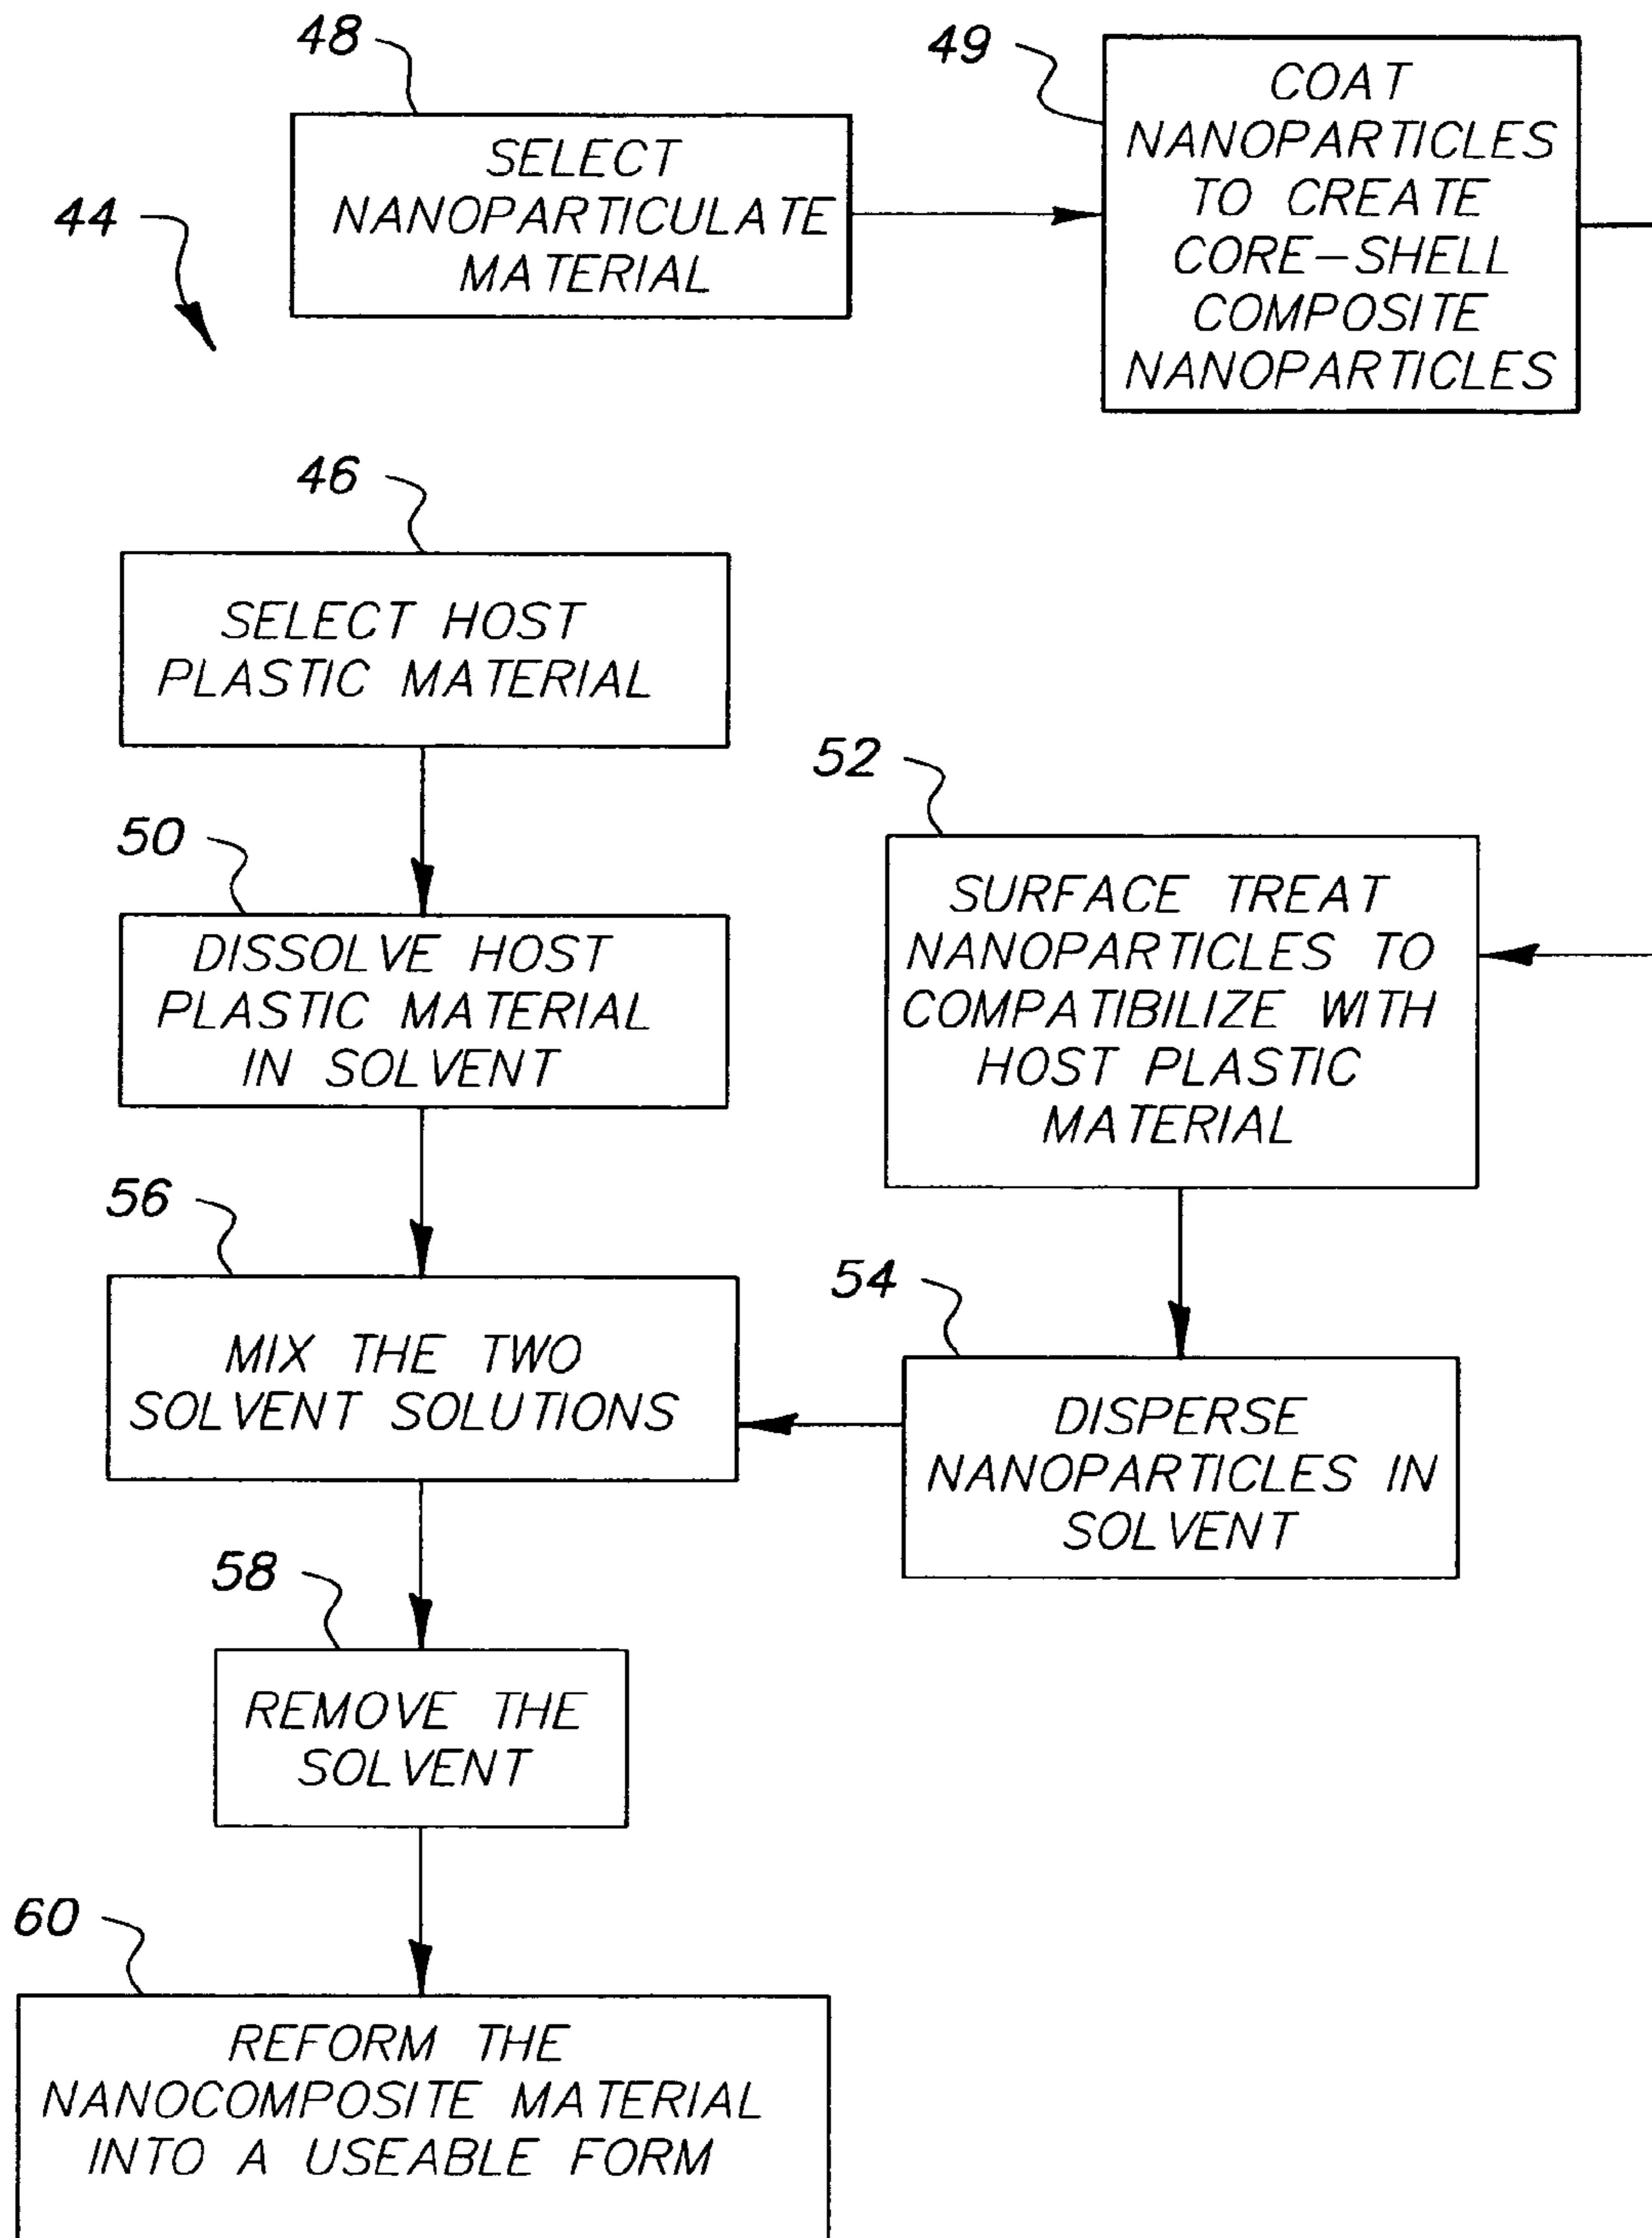 48
SELECT
NANOPARTICULATE
MATERIAL
49
COAT
NANOPARTICLES
TO CREATE
CORE-SHELL
COMPOSITE
NANOPARTICLES
44
46
SELECT HOST
PLASTIC MATERIAL
50
DISSOLVE HOST
PLASTIC MATERIAL
IN SOLVENT
52
SURFACE TREAT
NANOPARTICLES TO
COMPATIBILIZE WITH
HOST PLASTIC
MATERIAL
56
MIX THE TWO
SOLVENT SOLUTIONS
54
DISPERSE
NANOPARTICLES IN
SOLVENT
58
REMOVE THE
SOLVENT
60
REFORM THE
NANOCOMPOSITE MATERIAL
INTO A USEABLE FORM